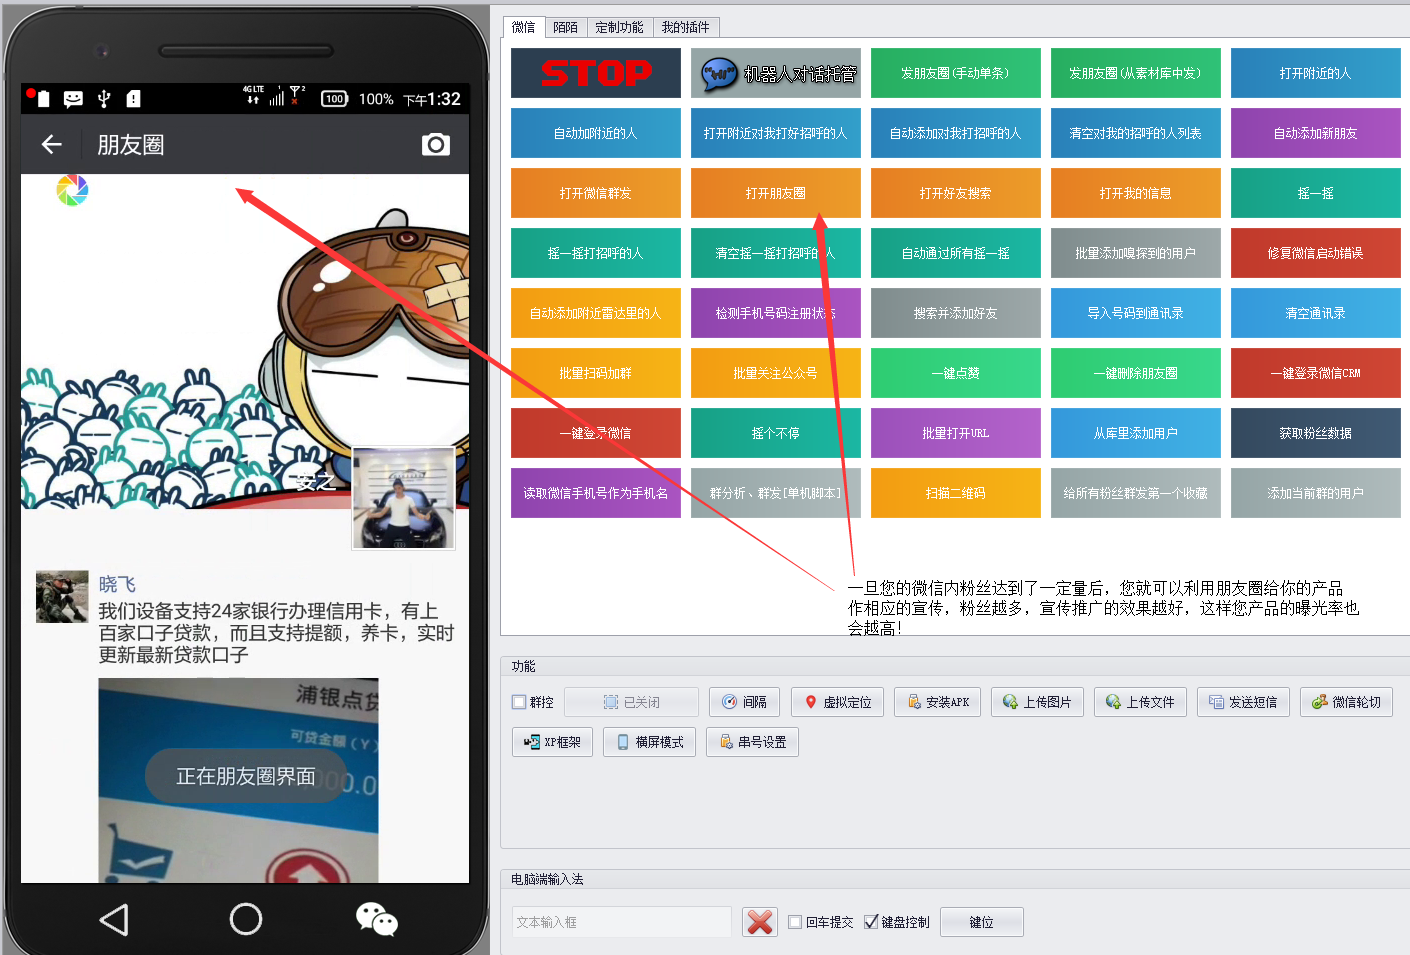 4G LTE
2
100
100%
下午1:32
朋友圈
安之
晓飞
我们设备支持24家银行办理信用卡，有上
百家口子贷款，而且支持提额，养卡，实时
更新最新贷款口子
浦银点贷
可贷金额（Y）
正在朋友圈界面
微信
陌陌
定制功能
我的插件
STOP
机器人对话托管
发朋友圈(手动单条)
发朋友圈(从素材库中发)
打开附近的人
自动加附近的人
打开附近对我打好招呼的人
自动添加对我打招呼的人
清空对我的招呼的人列表
自动添加新朋友
打开微信群发
打开朋友圈
打开好友搜索
打开我的信息
摇一摇
摇一摇打招呼的人
清空摇一摇打招呼的人
自动通过所有摇一摇
批量添加嗅探到的用户
修复微信启动错误
自动添加附近雷达里的人
检测手机号码注册状态
搜索并添加好友
导入号码到通讯录
清空通讯录
批量扫码加群
批量关注公众号
一键点赞
一键删除朋友圈
一键登录微信CRM
一键登录微信
摇个不停
批量打开URL
从库里添加用户
获取粉丝数据
读取微信手机号作为手机名
群分析、群发[单机脚本]
扫描二维码
给所有粉丝群发第一个收藏
添加当前群的用户
一旦您的微信内粉丝达到了一定量后，您就可以利用朋友圈给你的产品
作相应的宣传，粉丝越多，宣传推广的效果越好，这样您产品的曝光率也
会越高！
功能
群控
已关闭
间隔
虚拟定位
安装APK
上传图片
上传文件
发送短信
微信轮切
XP框架
横屏模式
串号设置
电脑端输入法
文本输入框
回车提交
键盘控制
键位